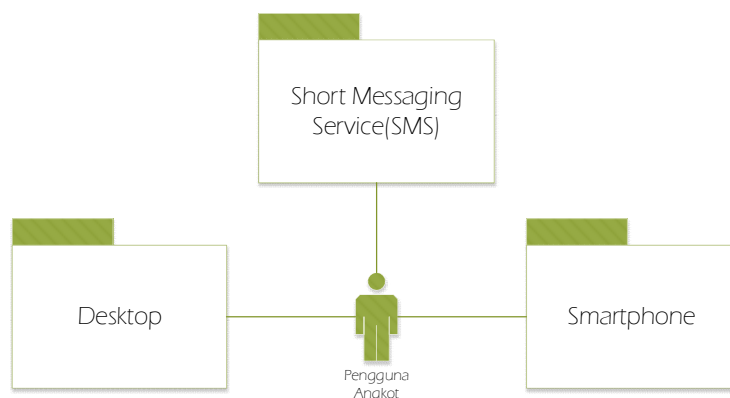 Short Messaging
Service(SMS)
Desktop
Smartphone
Pengguna
Angkot